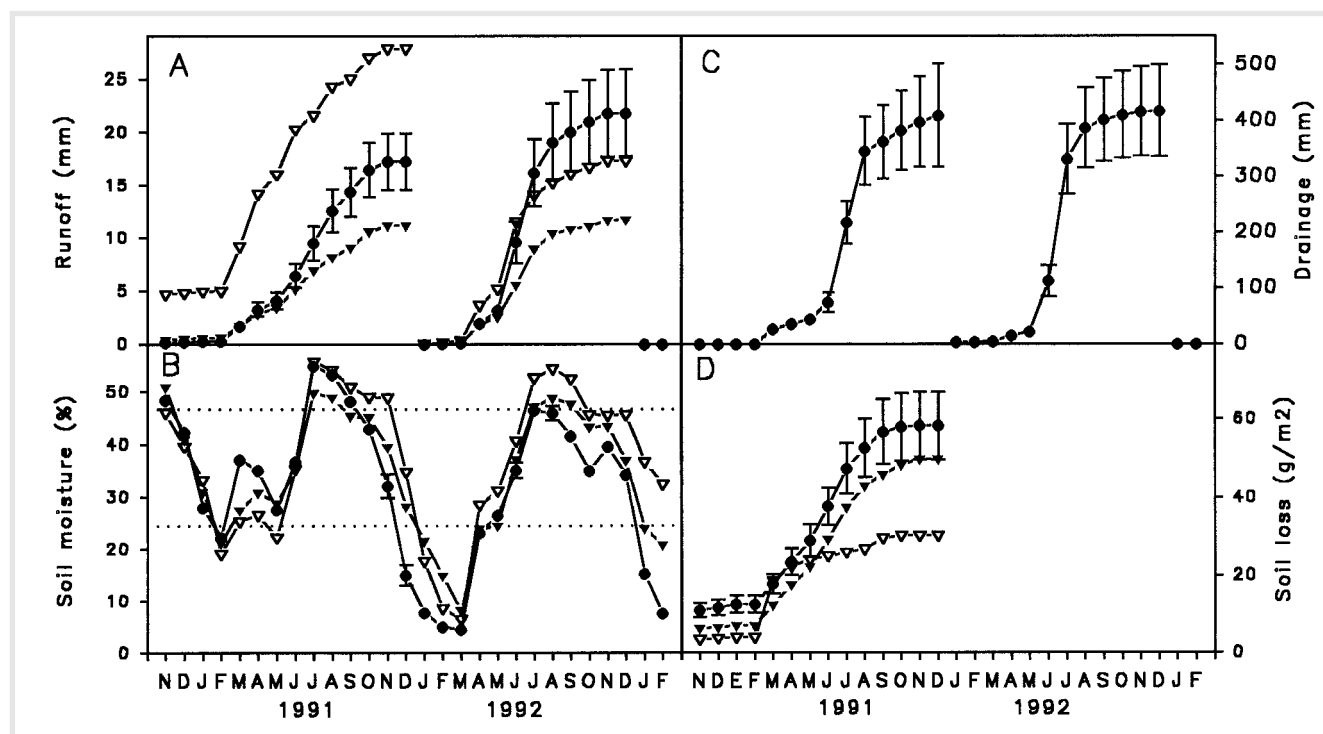 A
Runoff (mm)
25
20
15
10
5
0
B
Soil moisture (%)
50
40
30
20
10
0
N D J F M A M J J A S O N D J F M A M J J A S O N D J F
1991 1992
C
Drainage (mm)
500
400
300
200
100
0
D
Soil loss (g/m2)
60
40
20
0
N D E F M A M J J A S O N D J F M A M J J A S O N D J F
1991 1992